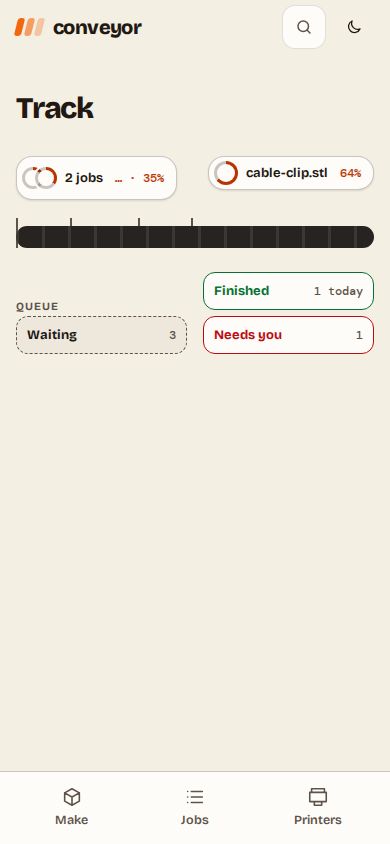 conveyor
Track
2 jobs … · 35%
cable-clip.stl 64%
Finished 1 today
QUEUE
Waiting 3
Needs you 1
Make
Jobs
Printers